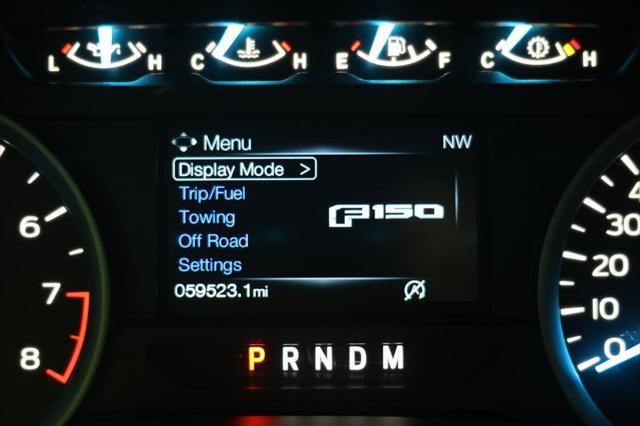 L H C H E F C H
Menu NW
Display Mode >
Trip/Fuel
Towing
F150
Off Road
Settings
059523.1mi
6
7
8
30
20
10
0
P R N D M